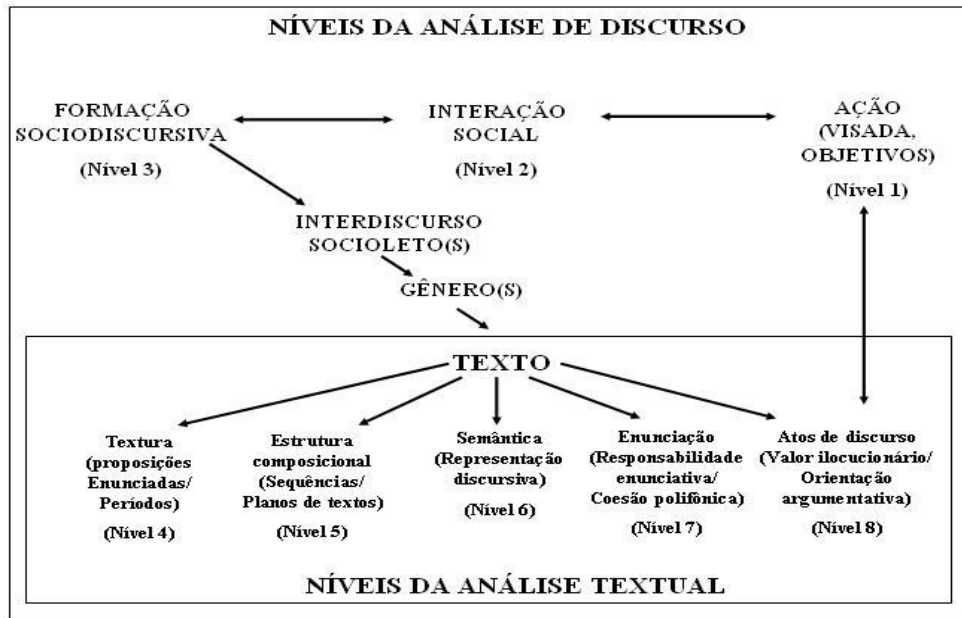 NÍVEIS DA ANÁLISE DE DISCURSO
FORMAÇÃO
SOCIODISCURSIVA
(Nível 3)
INTERAÇÃO
SOCIAL
(Nível 2)
AÇÃO
(VISADA,
OBJETIVOS)
(Nível 1)
INTERDISCURSO
SOCIOLETO(S)
GÊNERO(S)
TEXTO
Textura
(proposições
Enunciadas/
Períodos)
(Nível 4)
Estrutura
composicional
(Sequências/
Planos de textos)
(Nível 5)
Semântica
(Representação
discursiva)
(Nível 6)
Enunciação
(Responsabilidade
enunciativa/
Coesão polifônica)
(Nível 7)
Atos de discurso
(Valor ilocucionário/
Orientação
argumentativa)
(Nível 8)
NÍVEIS DA ANÁLISE TEXTUAL